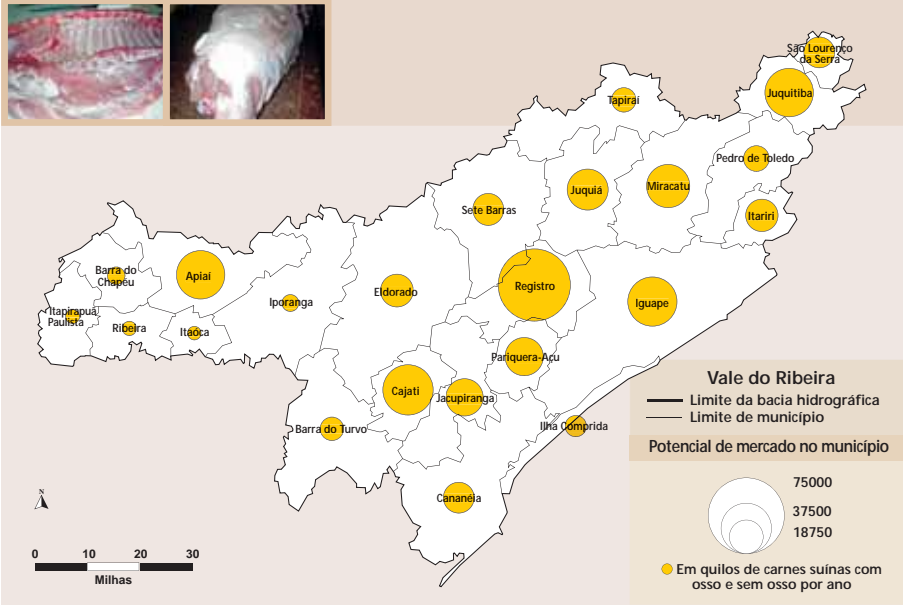 São Lourenço
da Serra
Juquitiba
Tapiraí
Pedro de Toledo
Juquiá
Miracatu
Sete Barras
Itariri
Barra do
Chapéu
Apiaí
Registro
Eldorado
Iporanga
Iguape
Itapirapuã
Paulista
Ribeira
Itaoca
Pariquera-Açu
Cajati
Jacupiranga
Barra do Turvo
Ilha Comprida
Cananéia
Vale do Ribeira
Limite da bacia hidrográfica
Limite de município
Potencial de mercado no município
75000
37500
18750
Em quilos de carnes suínas com
osso e sem osso por ano
N
0 10 20 30
Milhas